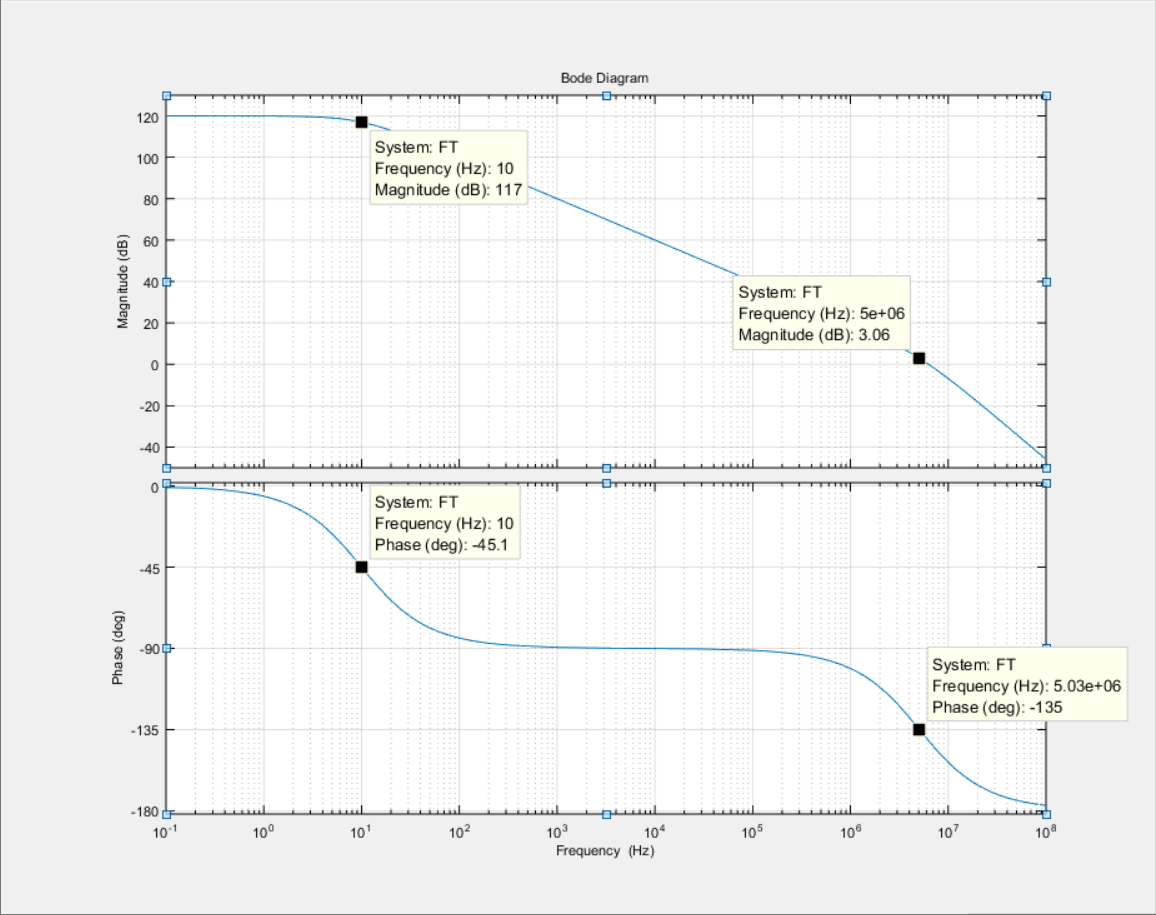 Bode Diagram
120
100
80
60
40
20
0
-20
-40
Magnitude (dB)
System: FT
Frequency (Hz): 10
Magnitude (dB): 117
System: FT
Frequency (Hz): 5e+06
Magnitude (dB): 3.06
0
-45
-90
-135
-180
Phase (deg)
System: FT
Frequency (Hz): 10
Phase (deg): -45.1
System: FT
Frequency (Hz): 5.03e+06
Phase (deg): -135
10⁻¹ 10⁰ 10¹ 10² 10³ 10⁴ 10⁵ 10⁶ 10⁷ 10⁸
Frequency (Hz)